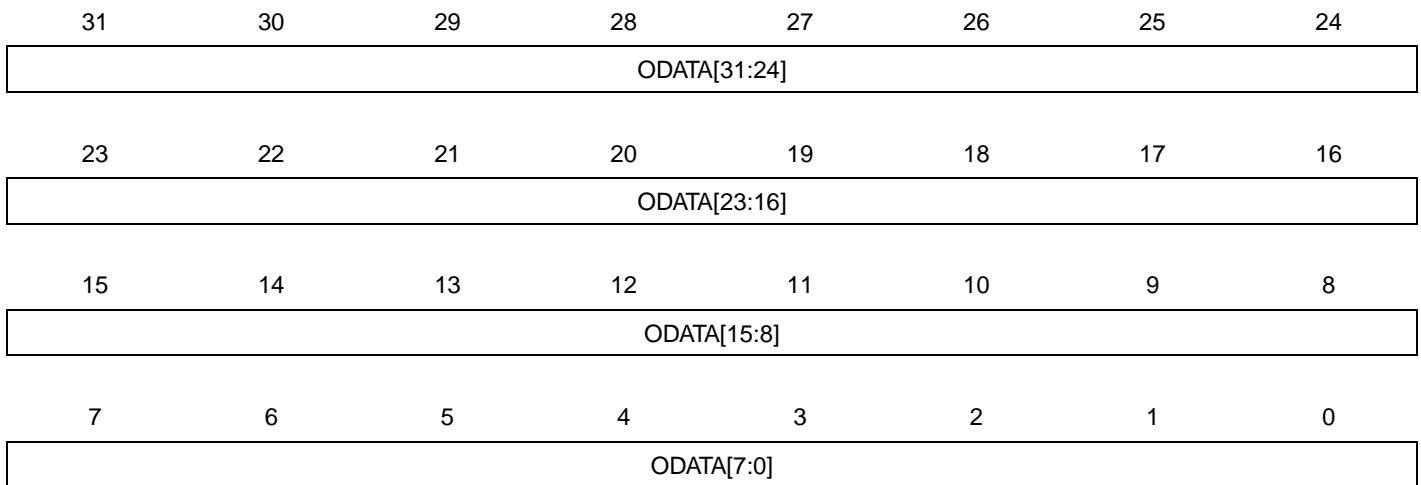 31 30 29 28 27 26 25 24
ODATA[31:24]
23 22 21 20 19 18 17 16
ODATA[23:16]
15 14 13 12 11 10 9 8
ODATA[15:8]
7 6 5 4 3 2 1 0
ODATA[7:0]